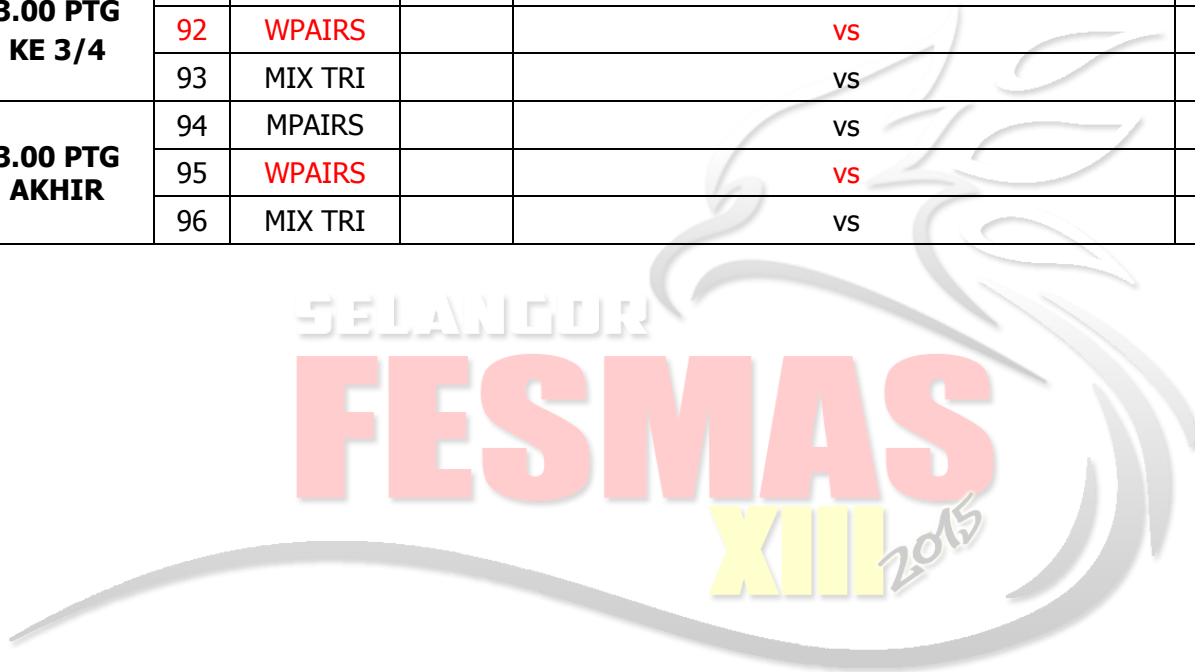 3.00 PTG
KE 3/4
92 WPAIRS vs
93 MIX TRI vs
3.00 PTG
AKHIR
94 MPAIRS vs
95 WPAIRS vs
96 MIX TRI vs
SELANGOR
FESMAS
XIII 2015